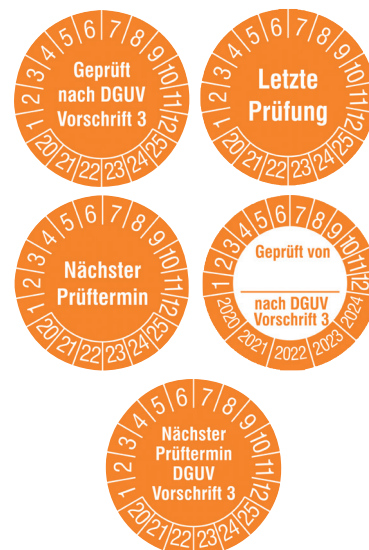 1 2 3 4 5 6 7 8 9 10 11 12
Geprüft
nach DGUV
Vorschrift 3
20 21 22 23 24 25
1 2 3 4 5 6 7 8 9 10 11 12
Letzte
Prüfung
20 21 22 23 24 25
1 2 3 4 5 6 7 8 9 10 11 12
Nächster
Prüftermin
20 21 22 23 24 25
1 2 3 4 5 6 7 8 9 10 11 12
Geprüft von
nach DGUV
Vorschrift 3
2020 2021 2022 2023 2024
1 2 3 4 5 6 7 8 9 10 11 12
Nächster
Prüftermin
DGUV
Vorschrift 3
20 21 22 23 24 25